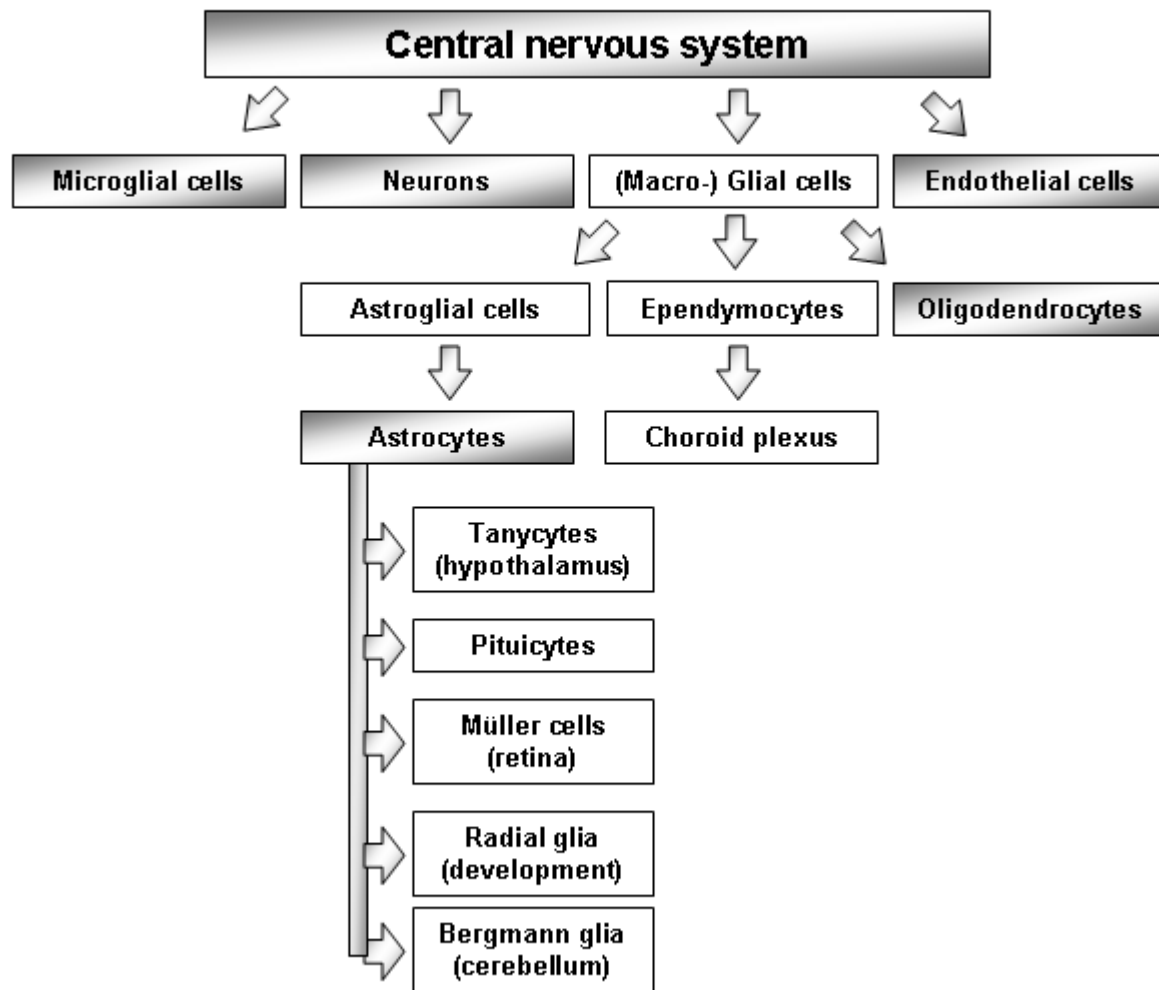 Central nervous system
Microglial cells
Neurons
(Macro-) Glial cells
Endothelial cells
Astroglial cells
Ependymocytes
Oligodendrocytes
Astrocytes
Choroid plexus
Tanycytes
(hypothalamus)
Pituicytes
Müller cells
(retina)
Radial glia
(development)
Bergmann glia
(cerebellum)